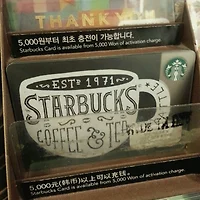 THANK YOU
5,000원부터 최초 충전이 가능합니다.
Starbucks Card is available from 5,000 Won of activation charge.
ESTD 1971
STARBUCKS
COFFEE & TEA
5,000元(韩币)以上可以充钱。
Starbucks Card is available from 5,000 Won of activation charge.